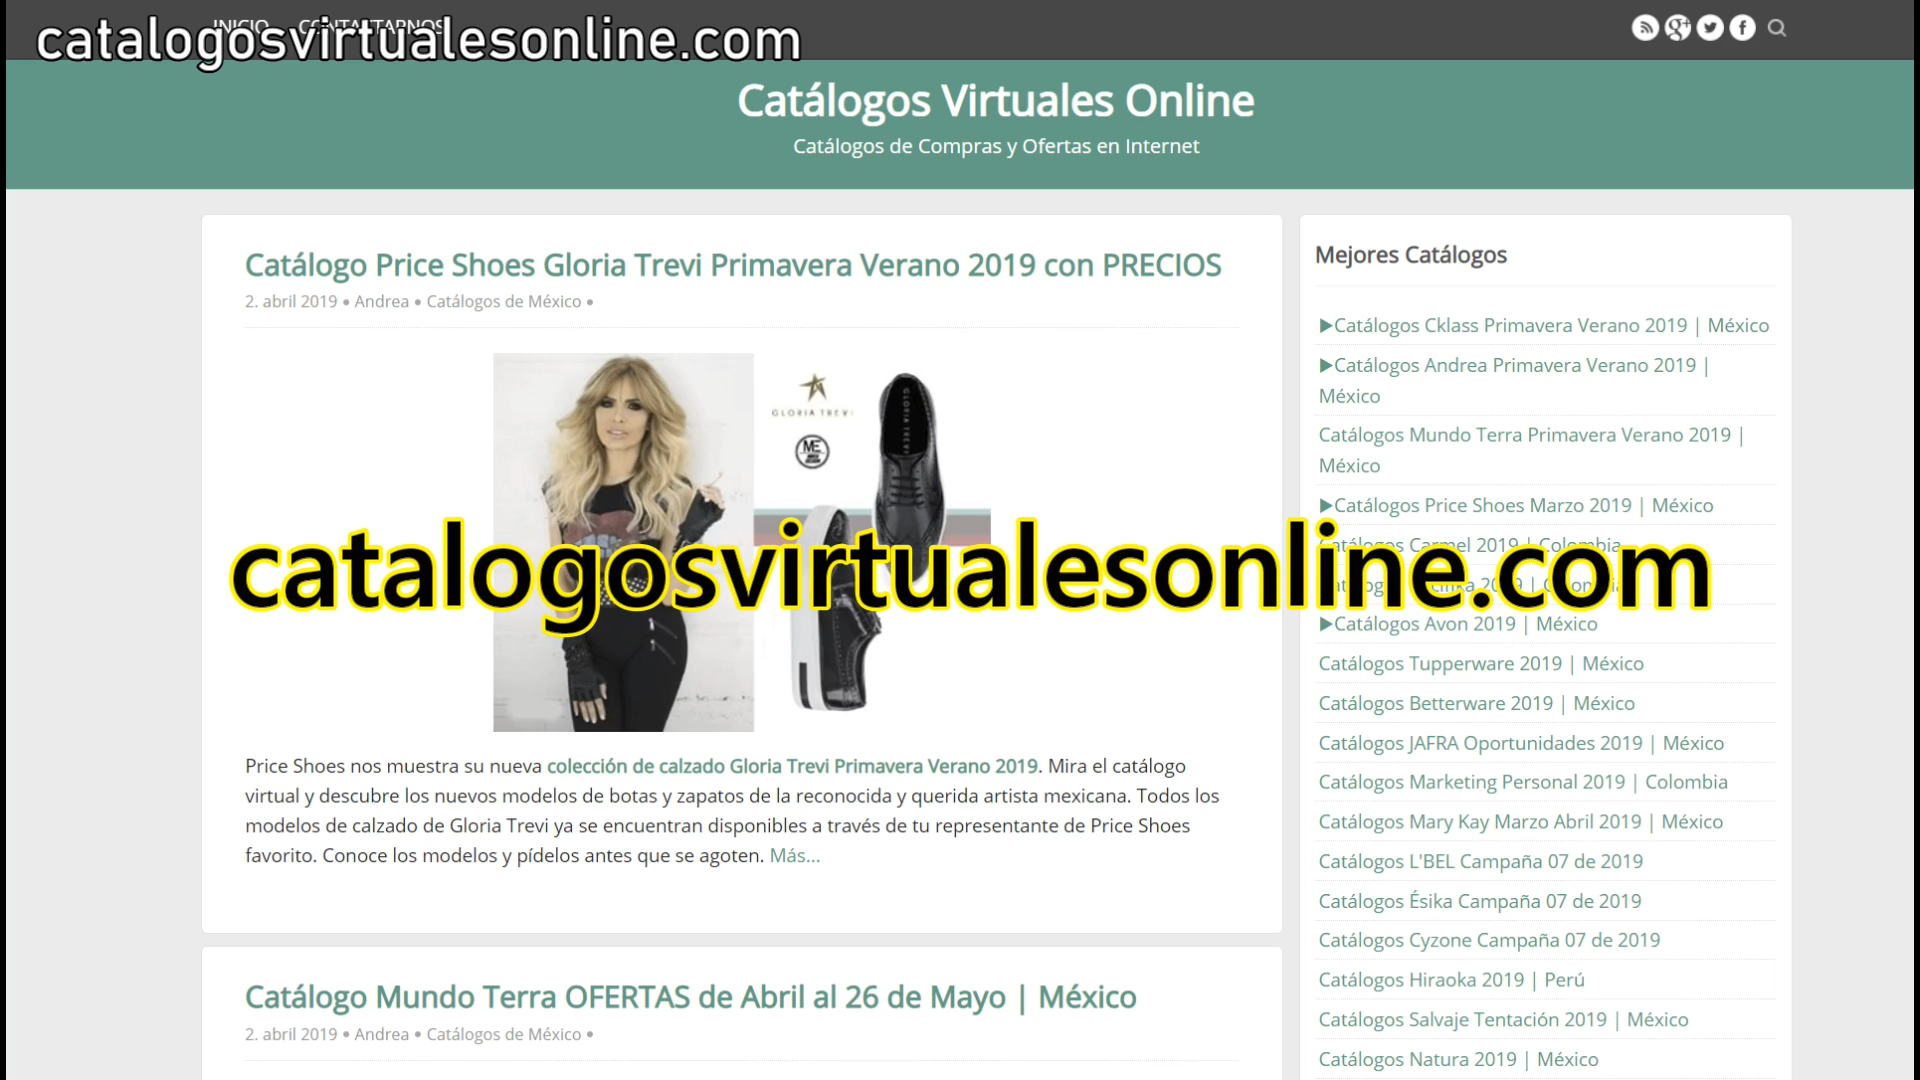 INICIO CONTACTARNOS
catalogosvirtualesonline.com
Catálogos Virtuales Online
Catálogos de Compras y Ofertas en Internet
Catálogo Price Shoes Gloria Trevi Primavera Verano 2019 con PRECIOS
2. abril 2019 • Andrea • Catálogos de México •
GLORIA TREVI
ME
GLORIA TREVI
catalogosvirtualesonline.com
Price Shoes nos muestra su nueva colección de calzado Gloria Trevi Primavera Verano 2019. Mira el catálogo
virtual y descubre los nuevos modelos de botas y zapatos de la reconocida y querida artista mexicana. Todos los
modelos de calzado de Gloria Trevi ya se encuentran disponibles a través de tu representante de Price Shoes
favorito. Conoce los modelos y pídelos antes que se agoten. Más...
Catálogo Mundo Terra OFERTAS de Abril al 26 de Mayo | México
2. abril 2019 • Andrea • Catálogos de México •
Mejores Catálogos
▶Catálogos Cklass Primavera Verano 2019 | México
▶Catálogos Andrea Primavera Verano 2019 |
México
Catálogos Mundo Terra Primavera Verano 2019 |
México
▶Catálogos Price Shoes Marzo 2019 | México
Catálogos Carmel 2019 | Colombia
▶Catálogos Avon 2019 | México
Catálogos Tupperware 2019 | México
Catálogos Betterware 2019 | México
Catálogos JAFRA Oportunidades 2019 | México
Catálogos Marketing Personal 2019 | Colombia
Catálogos Mary Kay Marzo Abril 2019 | México
Catálogos L'BEL Campaña 07 de 2019
Catálogos Ésika Campaña 07 de 2019
Catálogos Cyzone Campaña 07 de 2019
Catálogos Hiraoka 2019 | Perú
Catálogos Salvaje Tentación 2019 | México
Catálogos Natura 2019 | México